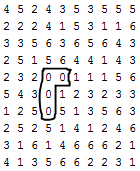 4 5 2 4 3 5 3 5 5 5
2 2 2 4 1 5 3 1 1 6
3 3 5 6 3 6 5 6 4 3
2 5 1 5 6 4 4 1 4 3
2 3 2 0 0 1 1 1 5 6
5 4 3 0 1 2 3 2 3 3
1 2 5 0 5 1 5 1 2 5
2 5 2 5 1 4 1 2 4 6
3 1 6 1 4 6 6 6 2 1
4 1 3 5 6 6 2 2 3 1